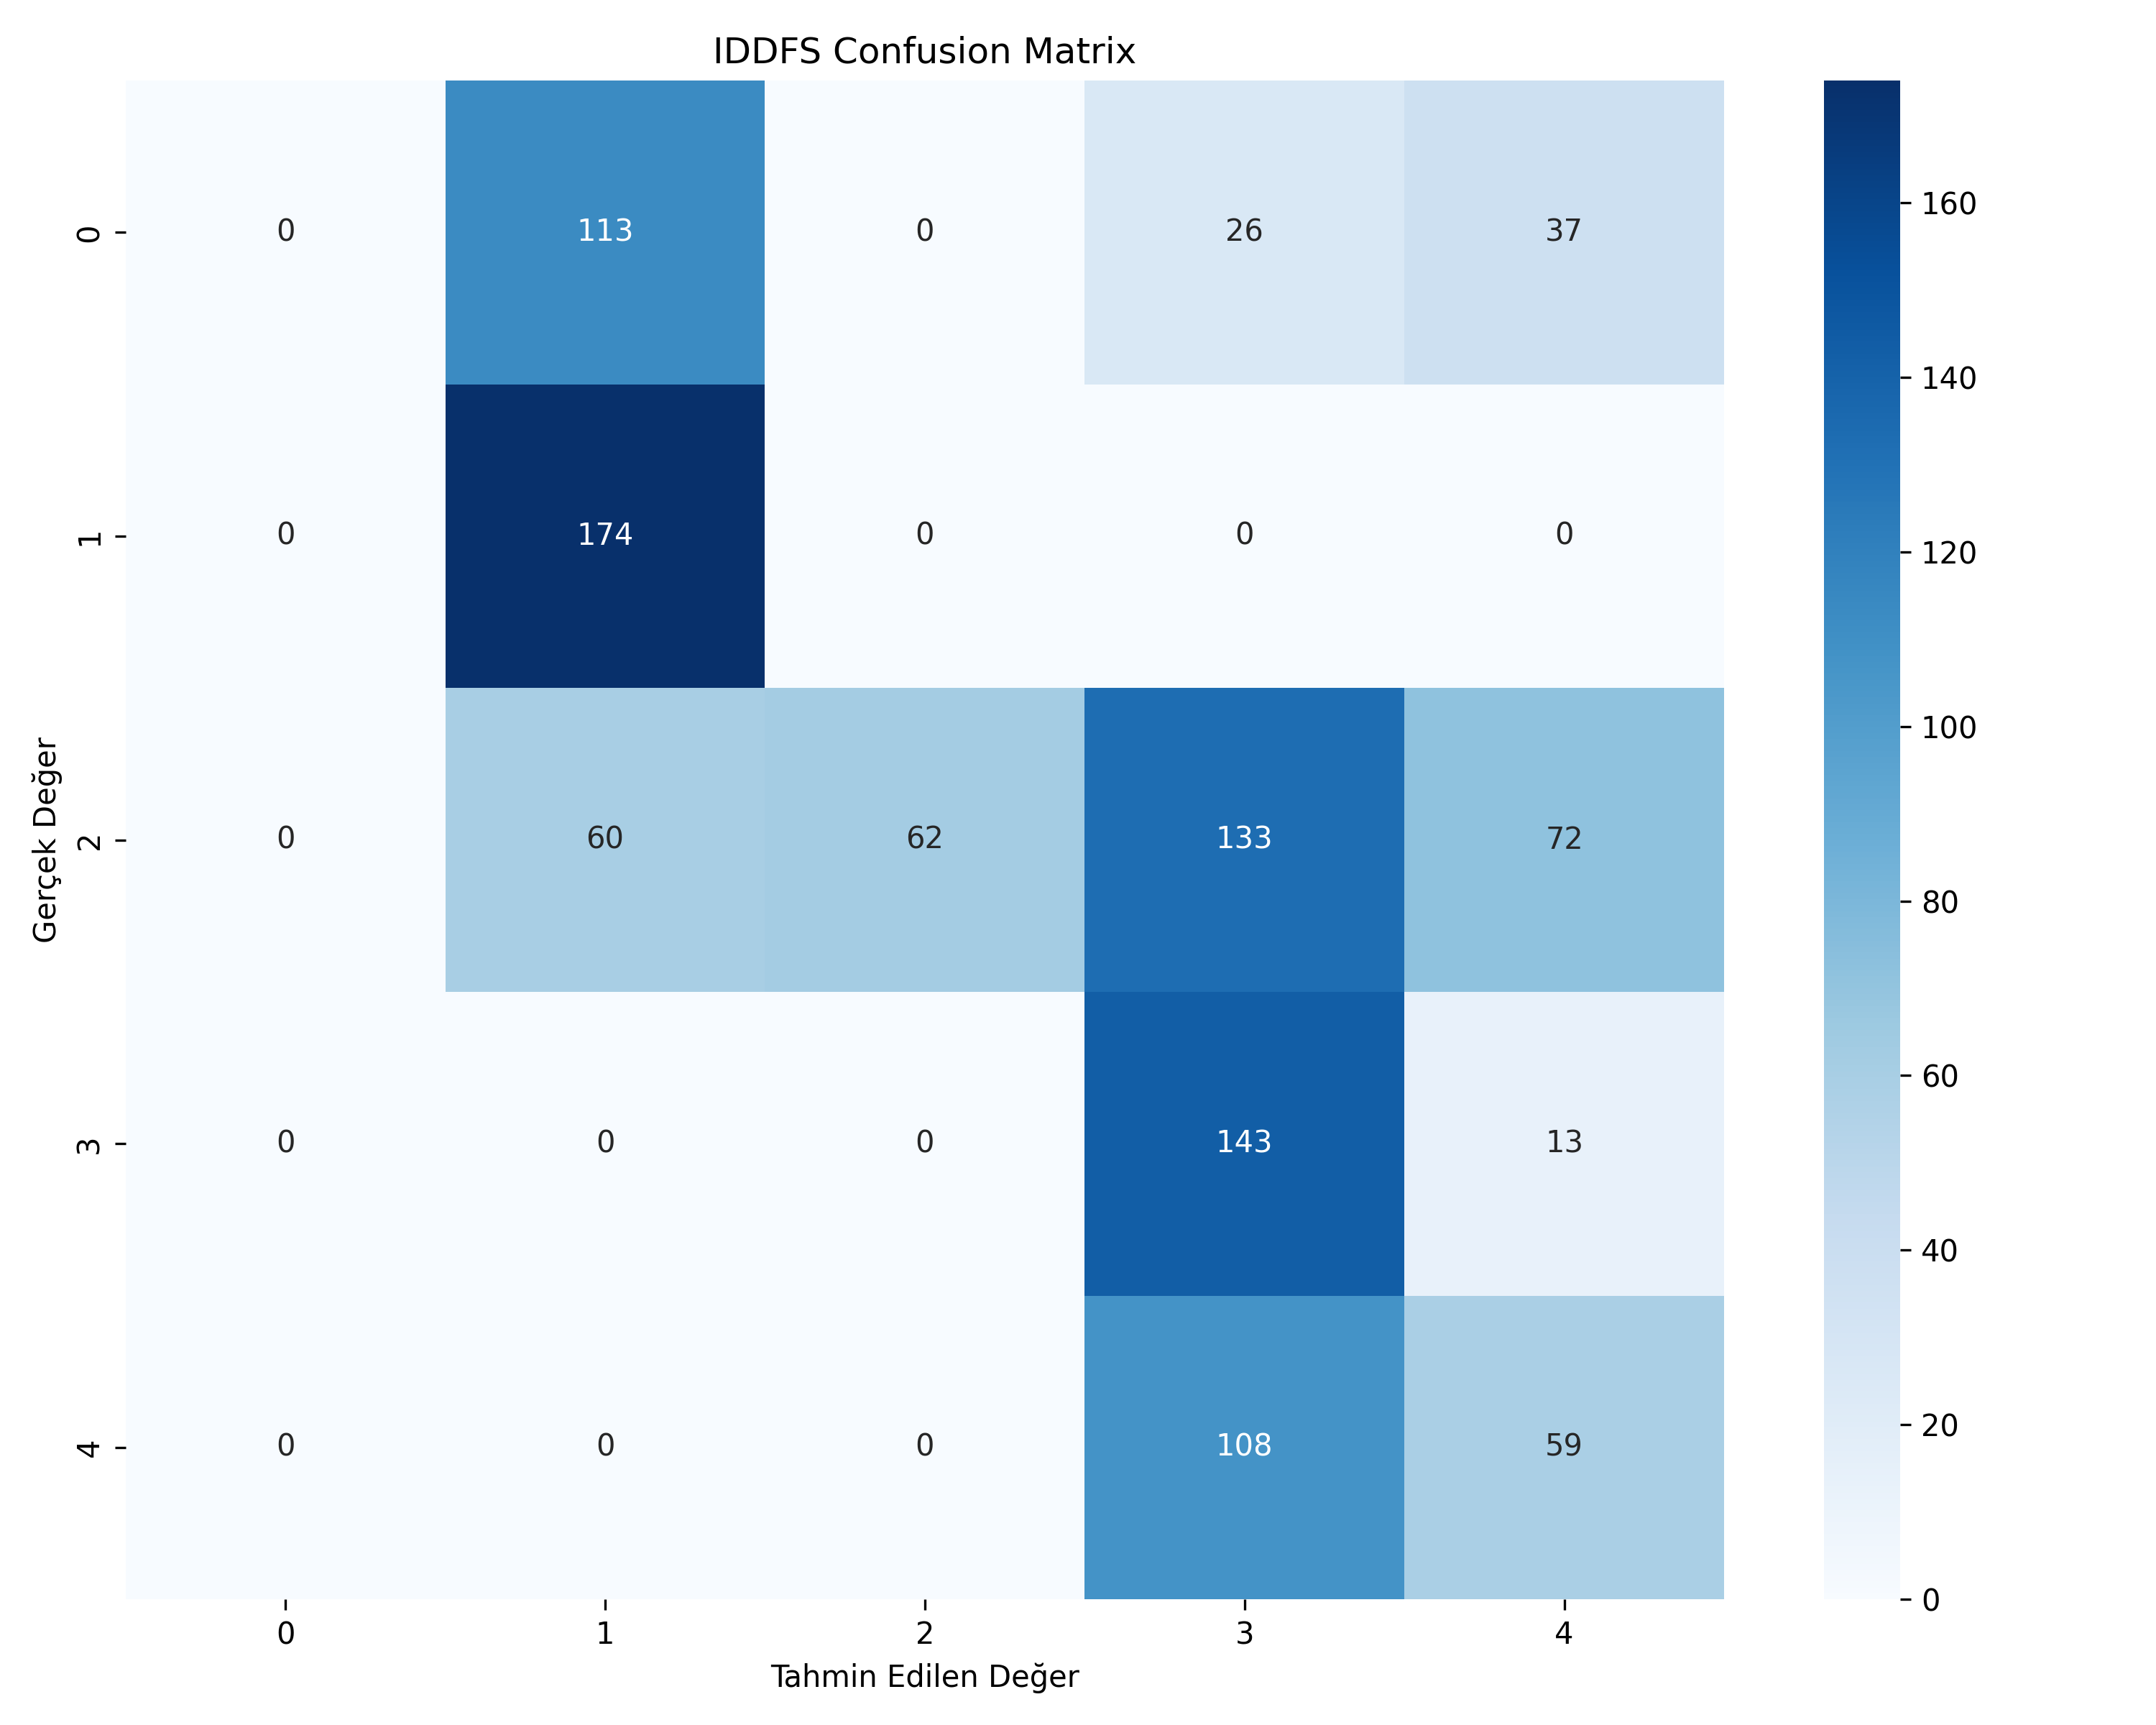 IDDFS Confusion Matrix
Gerçek Değer
0 0 113 0 26 37
1 0 174 0 0 0
2 0 60 62 133 72
3 0 0 0 143 13
4 0 0 0 108 59
0 1 2 3 4
Tahmin Edilen Değer
160
140
120
100
80
60
40
20
0